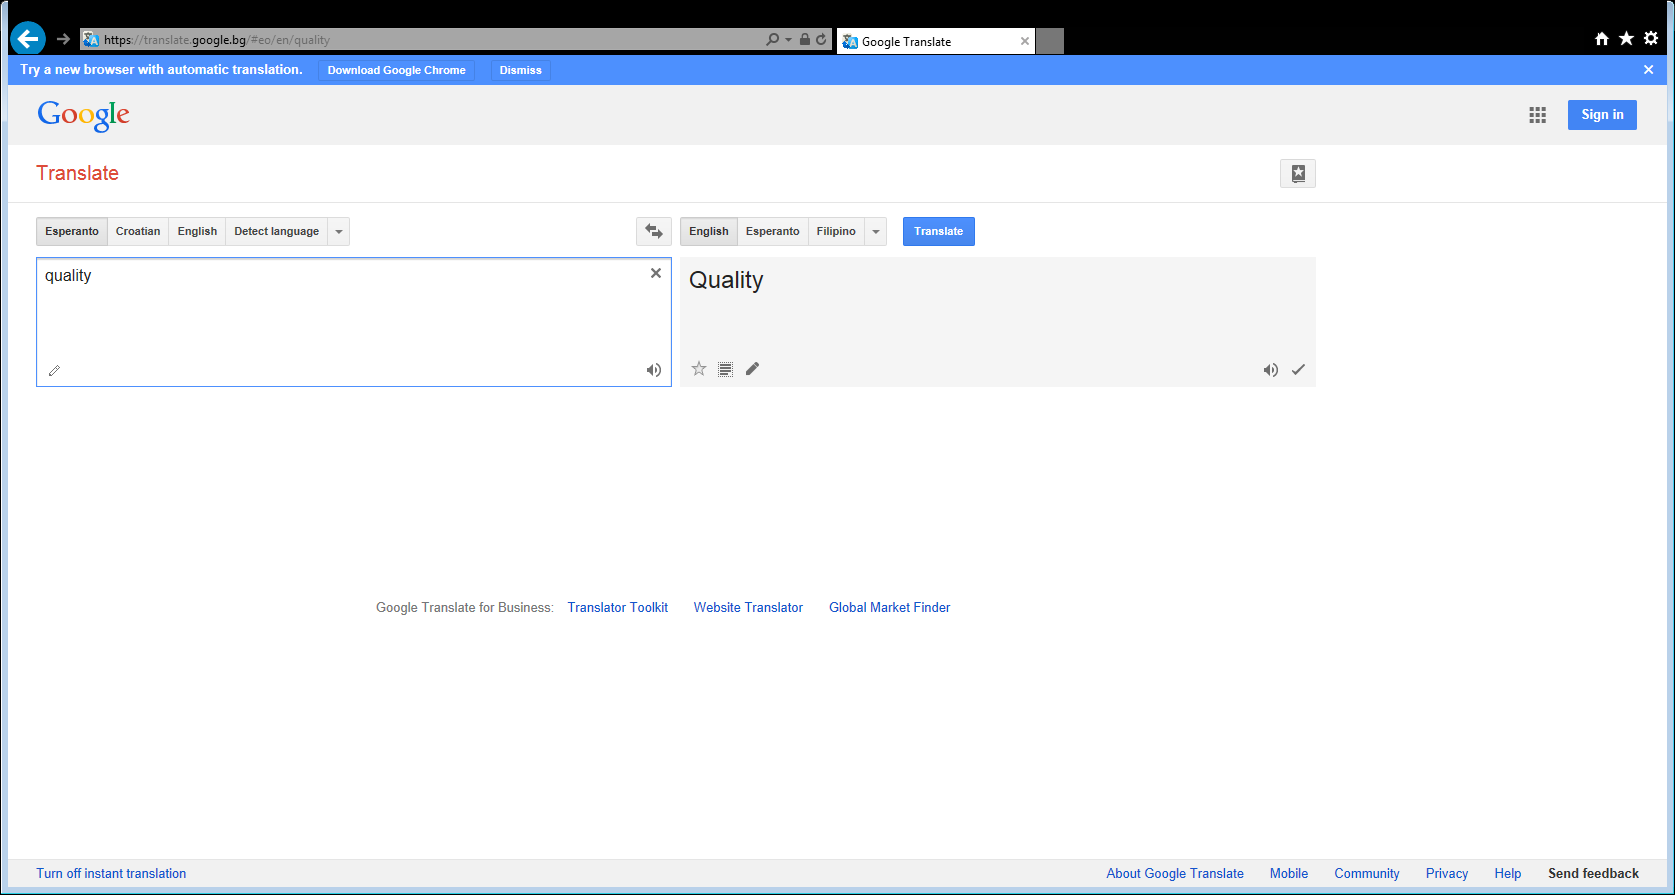 https://translate.google.bg/#eo/en/quality
Google Translate
Try a new browser with automatic translation. Download Google Chrome Dismiss
Google
Sign in
Translate
Esperanto Croatian English Detect language English Esperanto Filipino Translate
quality
Quality
Google Translate for Business: Translator Toolkit Website Translator Global Market Finder
Turn off instant translation About Google Translate Mobile Community Privacy Help Send feedback